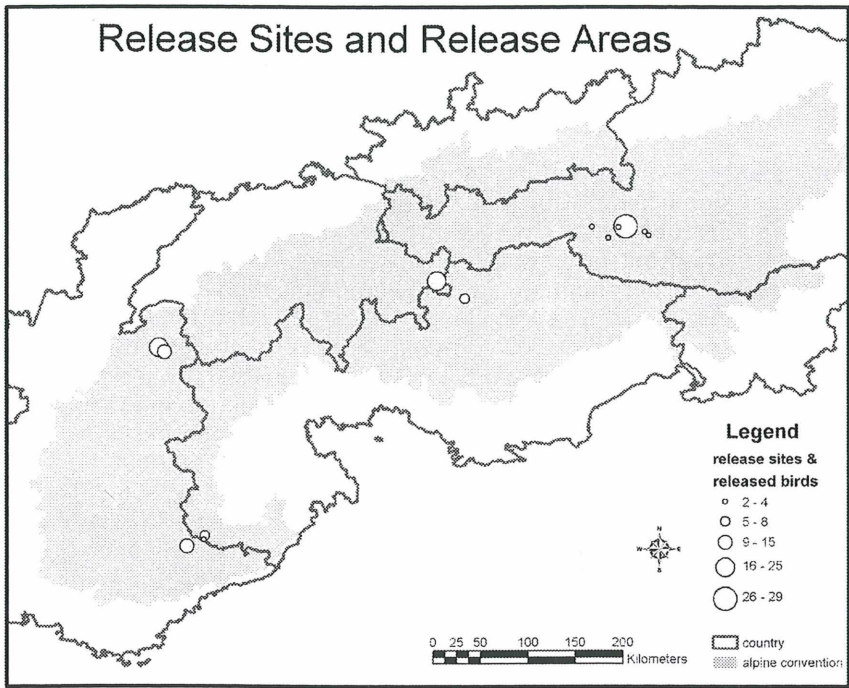 Release Sites and Release Areas
Legend
release sites &
released birds
2 - 4
5 - 8
9 - 15
16 - 25
26 - 29
N
W E
S
0 25 50 100 150 200
Kilometers
country
alpine convention